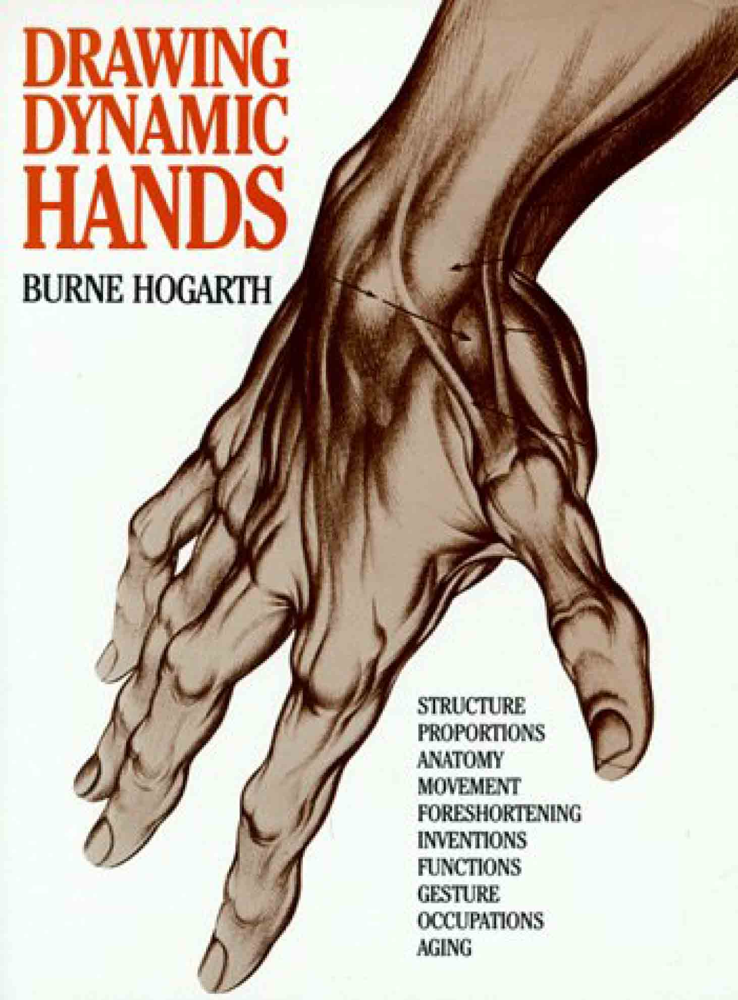 DRAWING
DYNAMIC
HANDS
BURNE HOGARTH
STRUCTURE
PROPORTIONS
ANATOMY
MOVEMENT
FORESHORTENING
INVENTIONS
FUNCTIONS
GESTURE
OCCUPATIONS
AGING